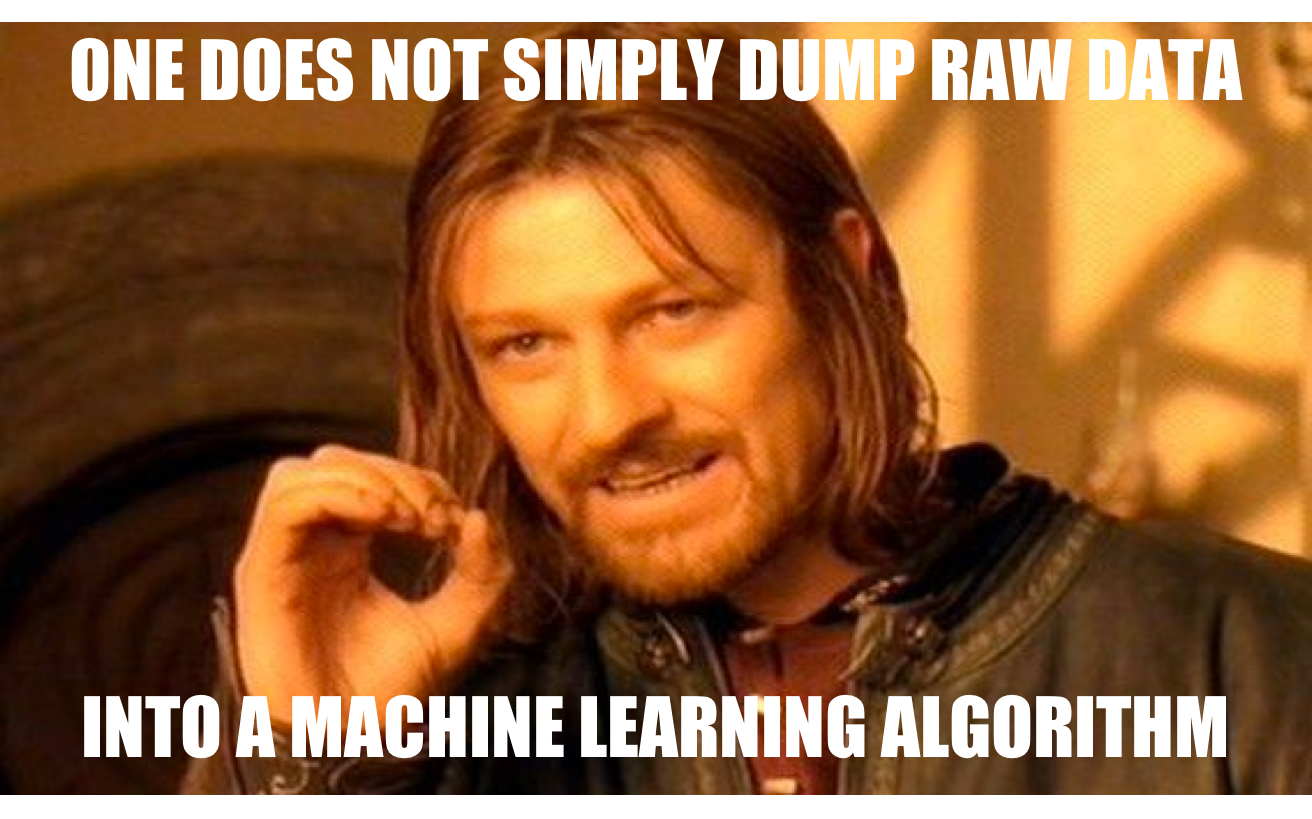 ONE DOES NOT SIMPLY DUMP RAW DATA
INTO A MACHINE LEARNING ALGORITHM